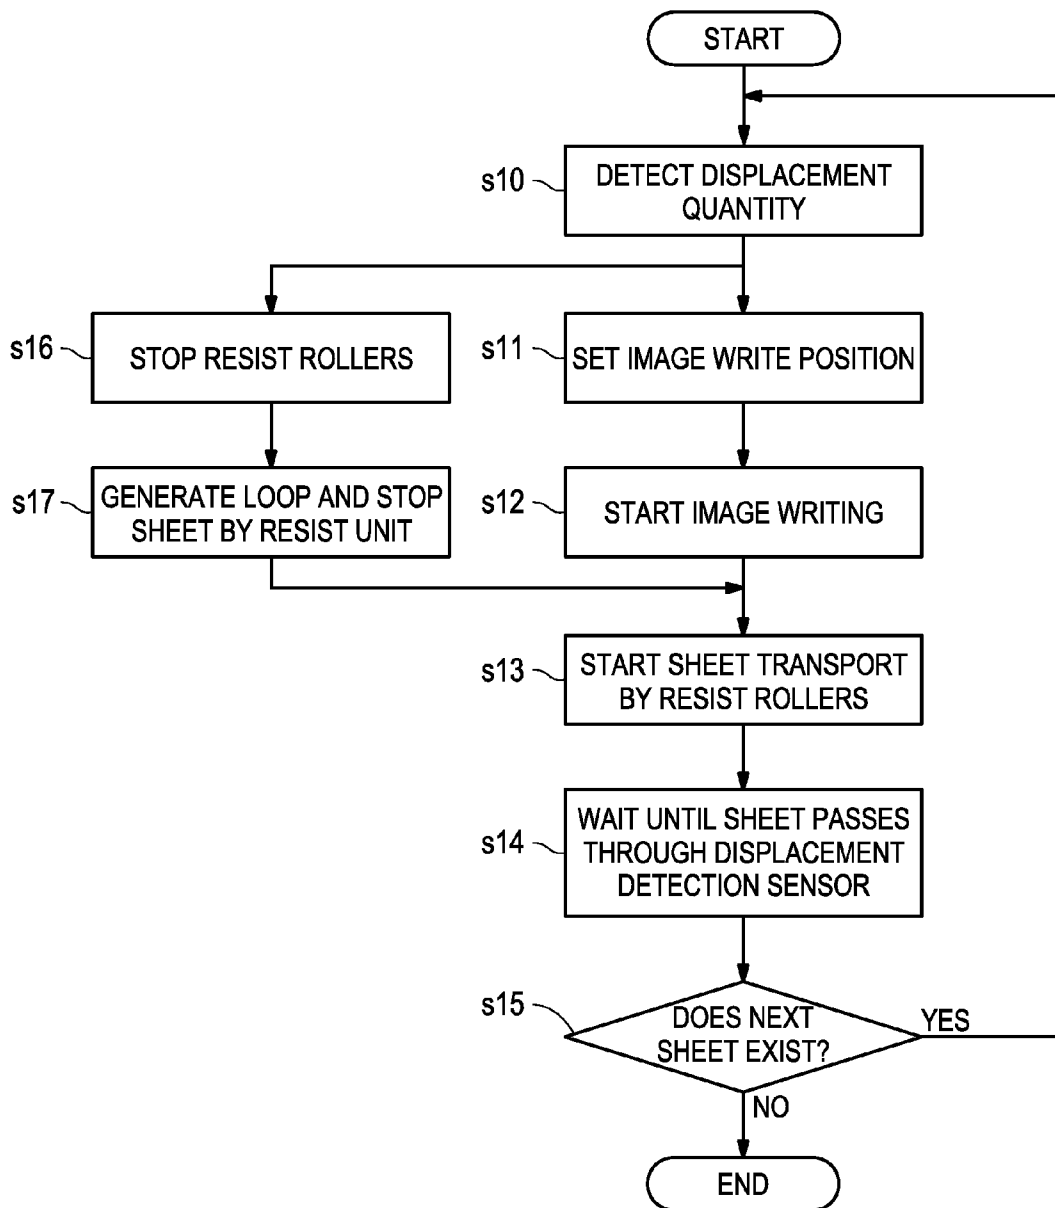 START
s10
DETECT DISPLACEMENT
QUANTITY
s16
STOP RESIST ROLLERS
s11
SET IMAGE WRITE POSITION
s17
GENERATE LOOP AND STOP
SHEET BY RESIST UNIT
s12
START IMAGE WRITING
s13
START SHEET TRANSPORT
BY RESIST ROLLERS
s14
WAIT UNTIL SHEET PASSES
THROUGH DISPLACEMENT
DETECTION SENSOR
s15
DOES NEXT
SHEET EXIST?
YES
NO
END